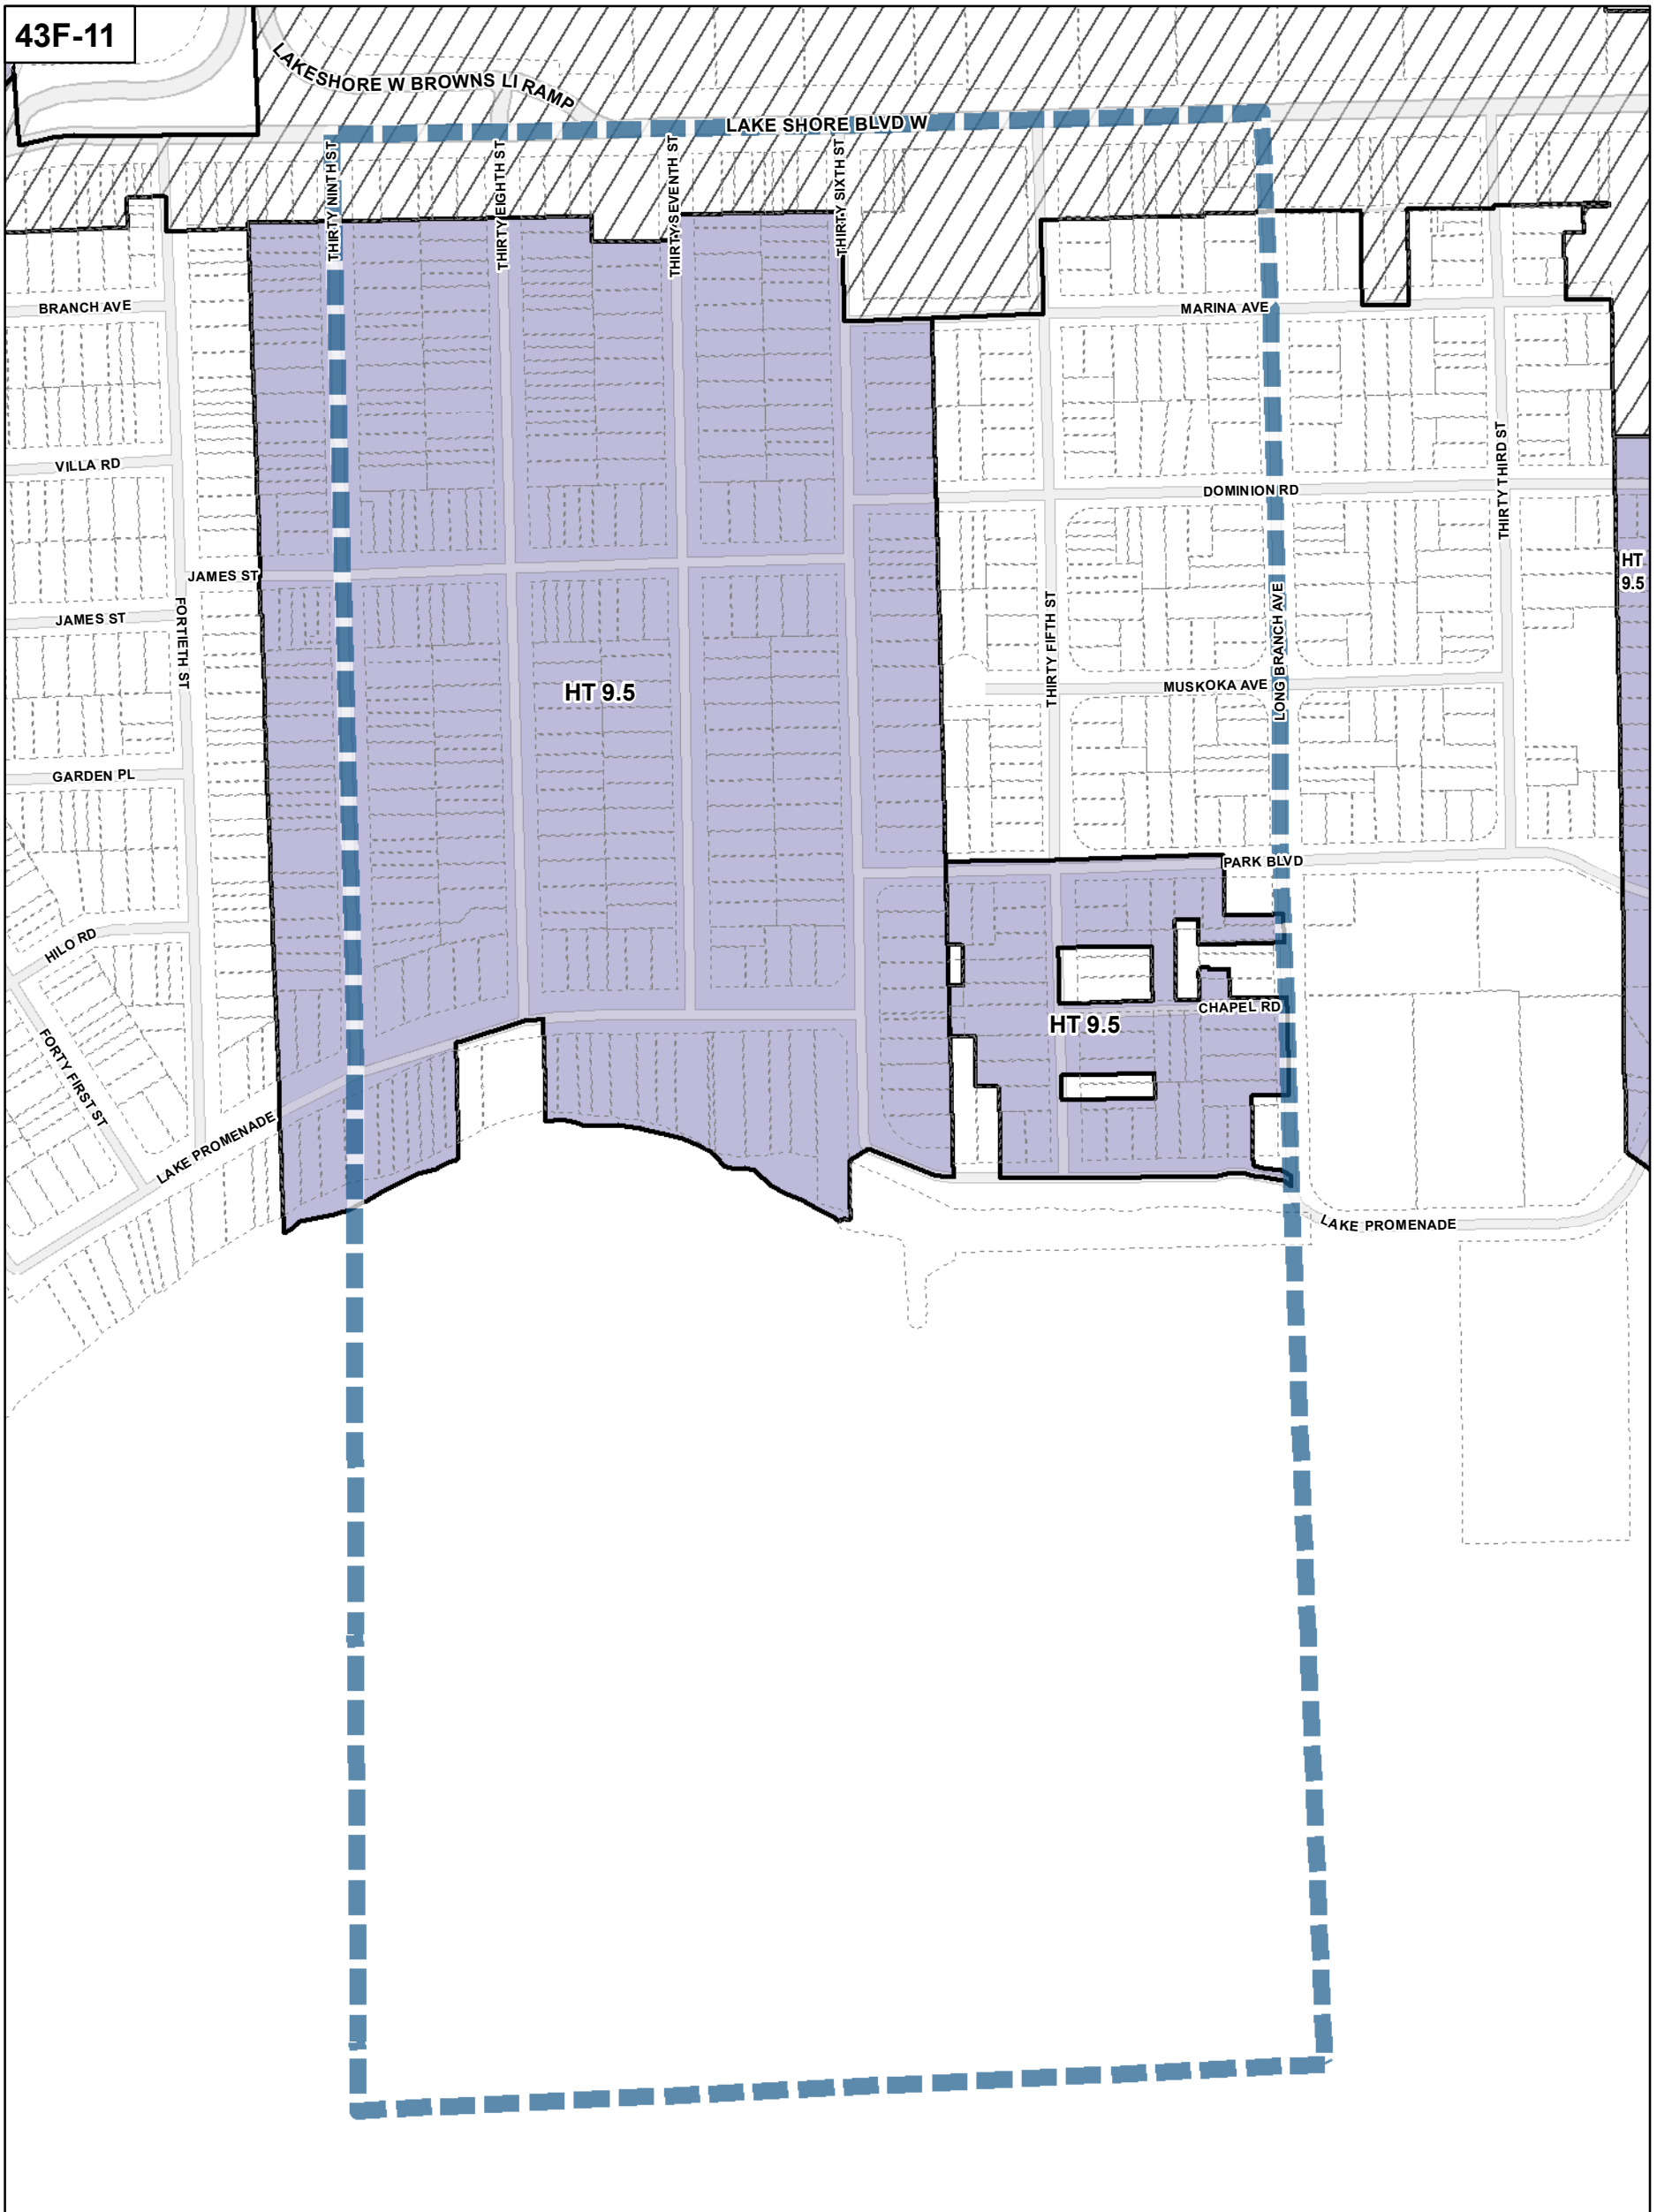 43F-11
LAKESHORE W BROWNS LI RAMP
LAKE SHORE BLVD W
THIRTY NINTH ST
THIRTY EIGHTH ST
THIRTY SEVENTH ST
THIRTY SIXTH ST
BRANCH AVE
MARINA AVE
VILLA RD
DOMINION RD
THIRTY THIRD ST
HT
9.5
JAMES ST
JAMES ST
FORTIETH ST
THIRTY FIFTH ST
LONG BRANCH AVE
HT 9.5
MUSKOKA AVE
GARDEN PL
PARK BLVD
HILO RD
CHAPEL RD
HT 9.5
FORTY FIRST ST
LAKE PROMENADE
LAKE PROMENADE